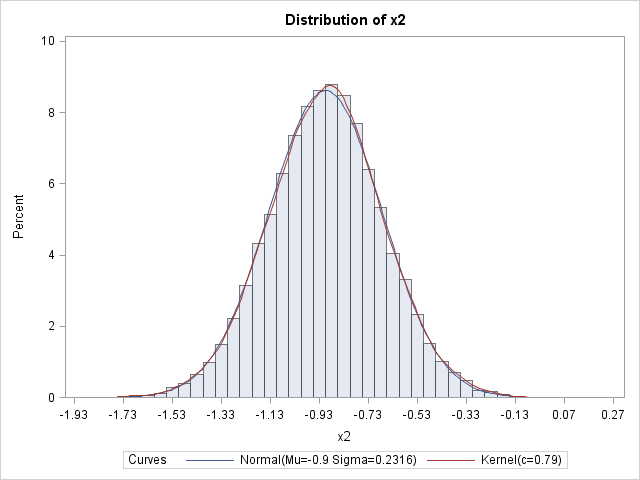 Distribution of x2
10
8
6
4
2
0
Percent
-1.93 -1.73 -1.53 -1.33 -1.13 -0.93 -0.73 -0.53 -0.33 -0.13 0.07 0.27
x2
Curves Normal(Mu=-0.9 Sigma=0.2316) Kernel(c=0.79)